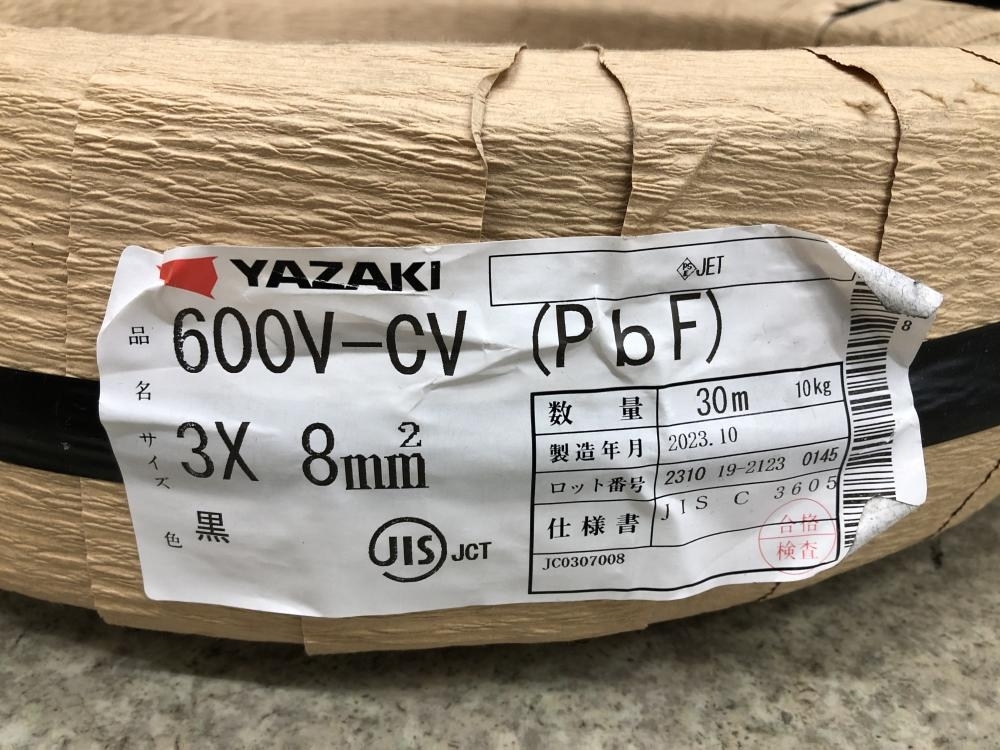 YAZAKI
PS E JET
品名 600V-CV (PbF)
サイズ 3X 8mm²
色 黒
JIS JCT
数量 30m 10kg
製造年月 2023.10
ロット番号 2310 19-2123 0145
仕様書 JIS C 3605
JC0307008
合格
検査
8